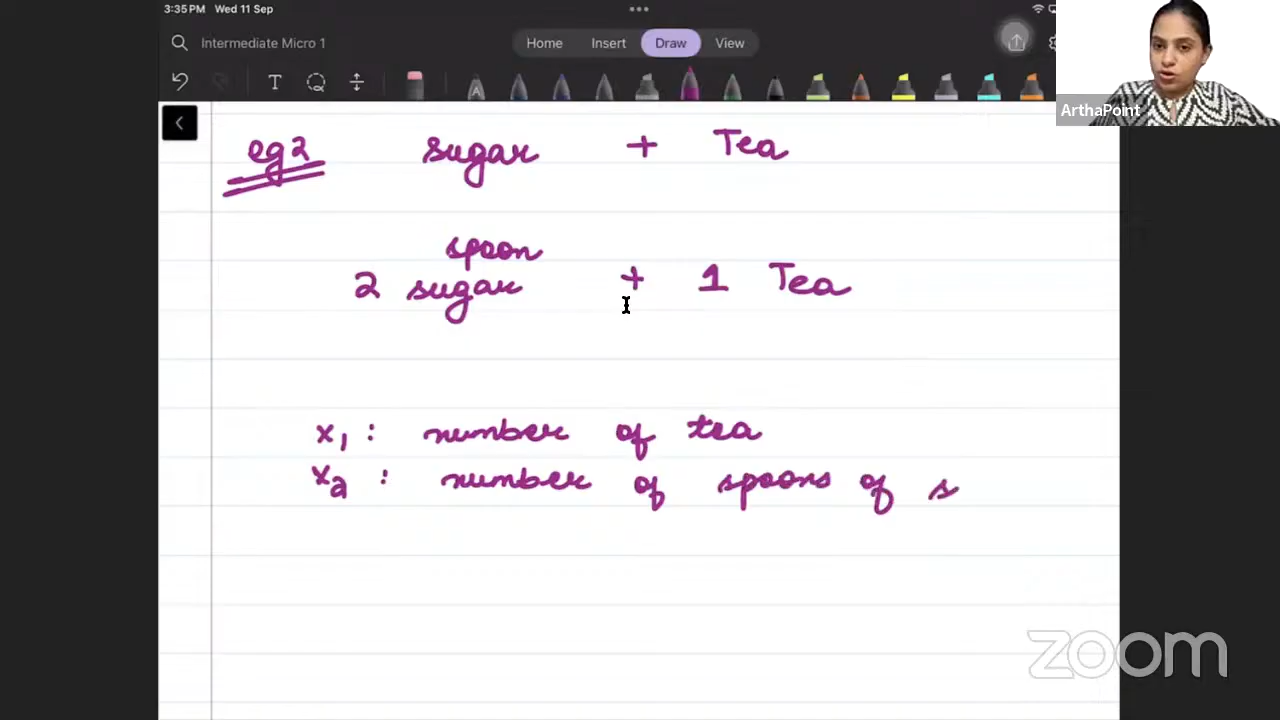 3:35 PM Wed 11 Sep
Intermediate Micro 1
Home Insert Draw View
T
A
ArthaPoint
eg2 sugar + Tea
spoon
2 sugar + 1 Tea
x₁ : number of tea
x₂ : number of spoons of s
zoom